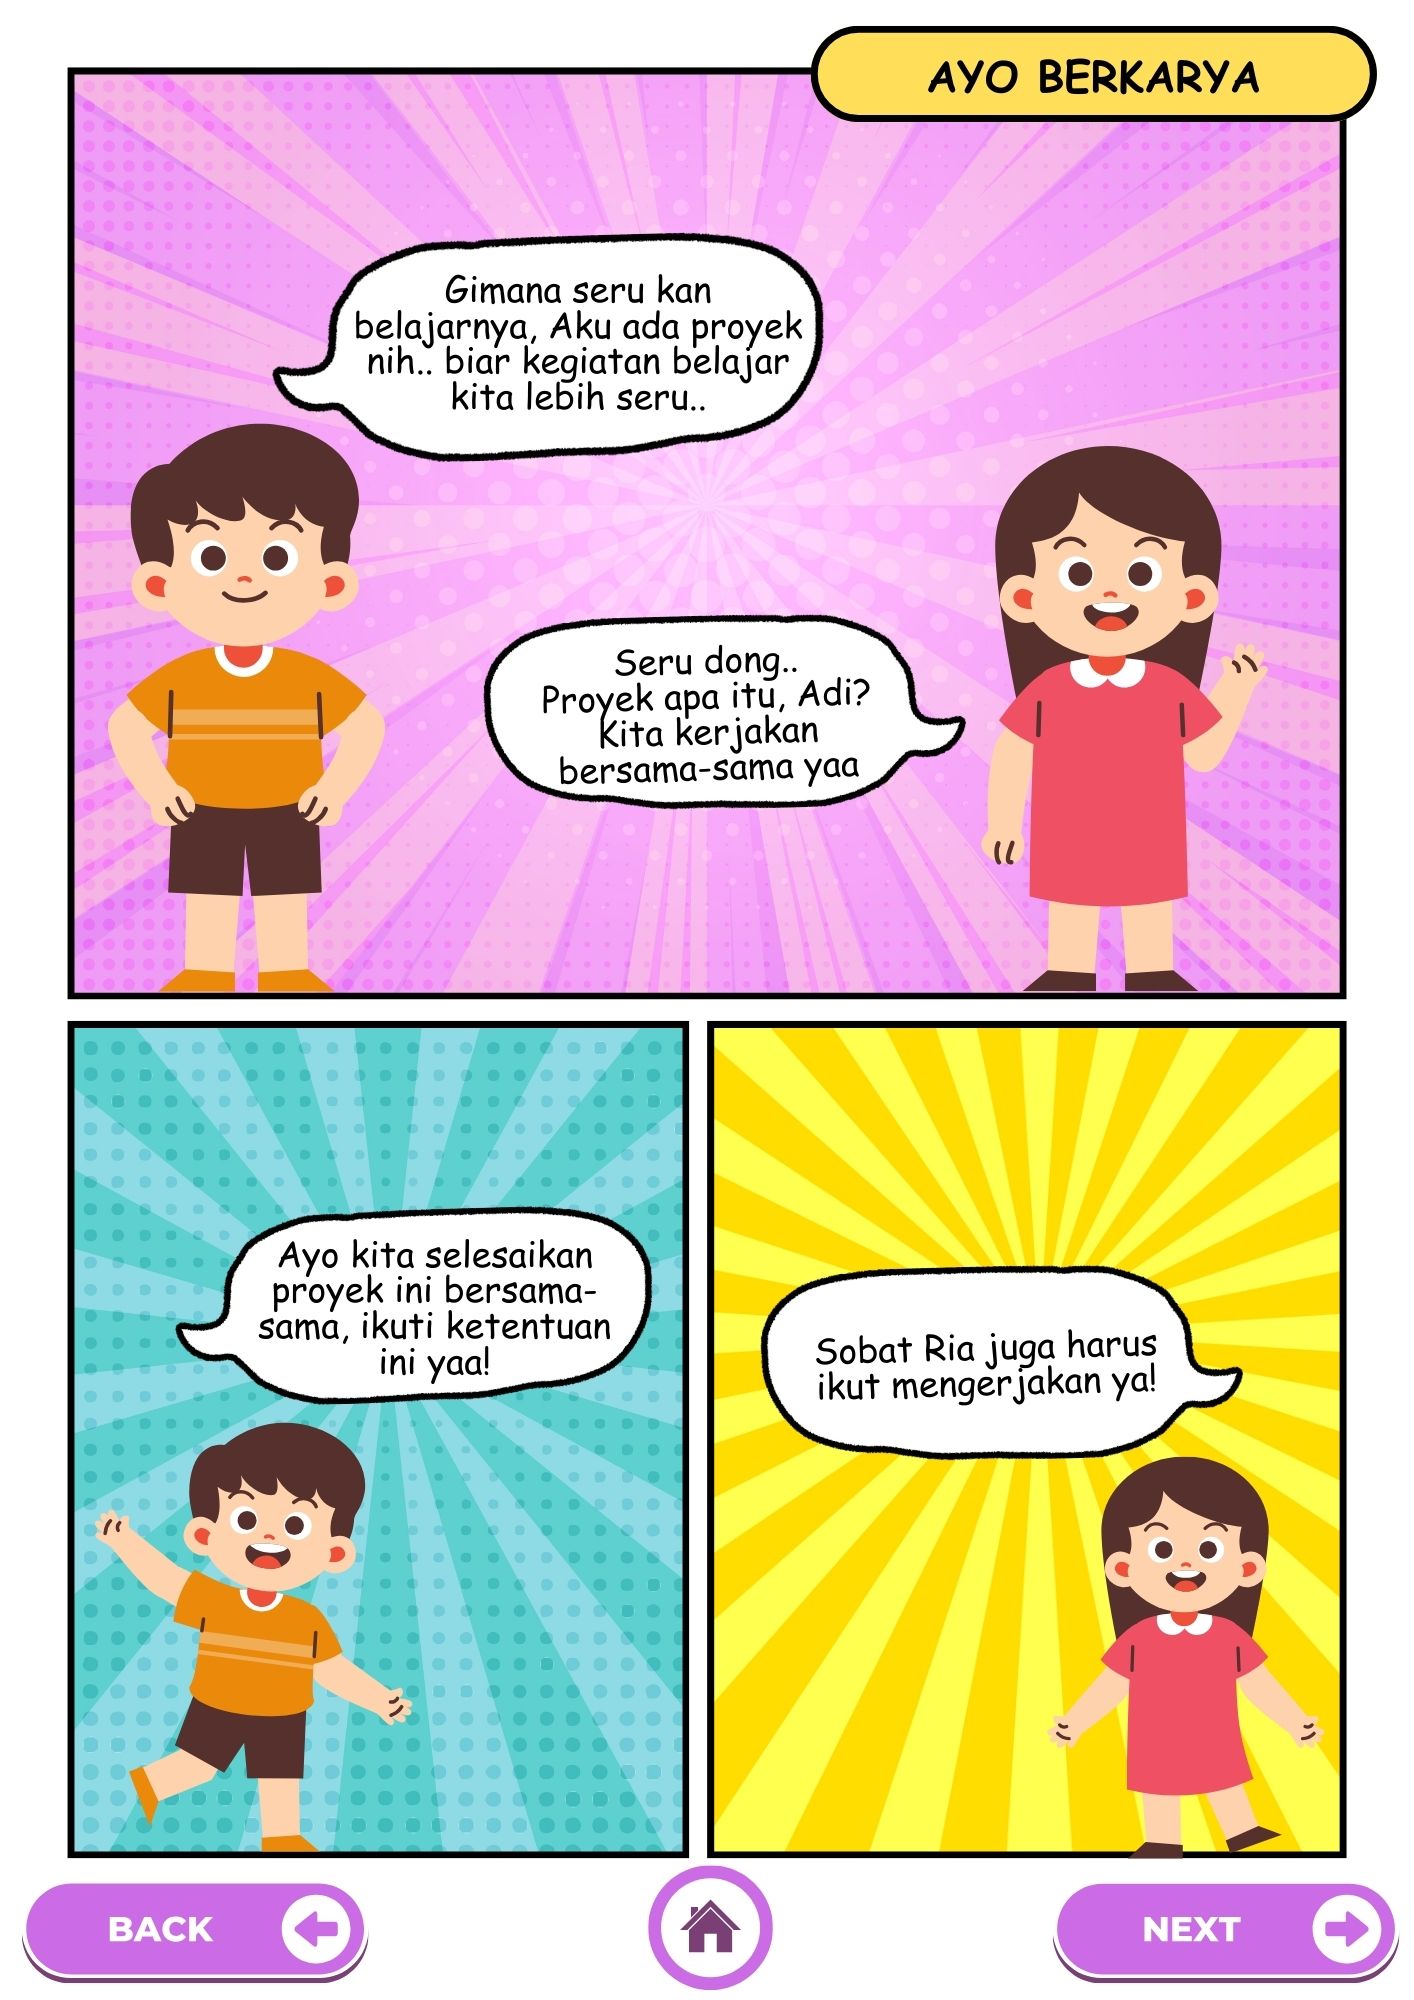 AYO BERKARYA
Gimana seru kan
belajarnya, Aku ada proyek
nih.. biar kegiatan belajar
kita lebih seru..
Seru dong..
Proyek apa itu, Adi?
Kita kerjakan
bersama-sama yaa
Ayo kita selesaikan
proyek ini bersama-
sama, ikuti ketentuan
ini yaa!
Sobat Ria juga harus
ikut mengerjakan ya!
BACK
NEXT